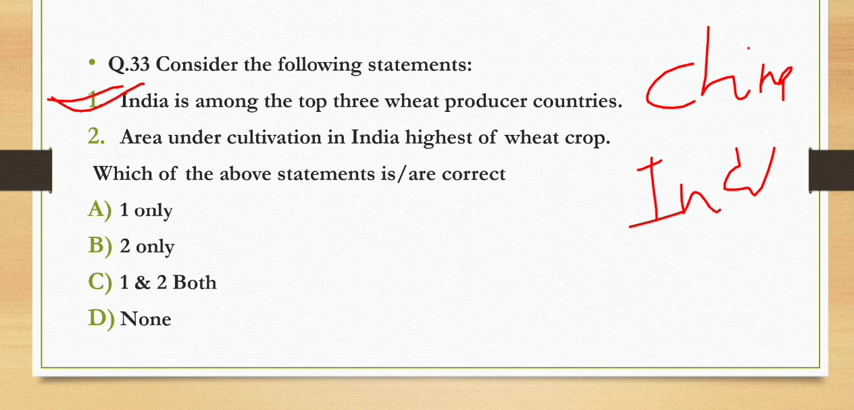 • Q.33 Consider the following statements:
1. India is among the top three wheat producer countries.
2. Area under cultivation in India highest of wheat crop.
Which of the above statements is/are correct
A) 1 only
B) 2 only
C) 1 & 2 Both
D) None
China
Ind